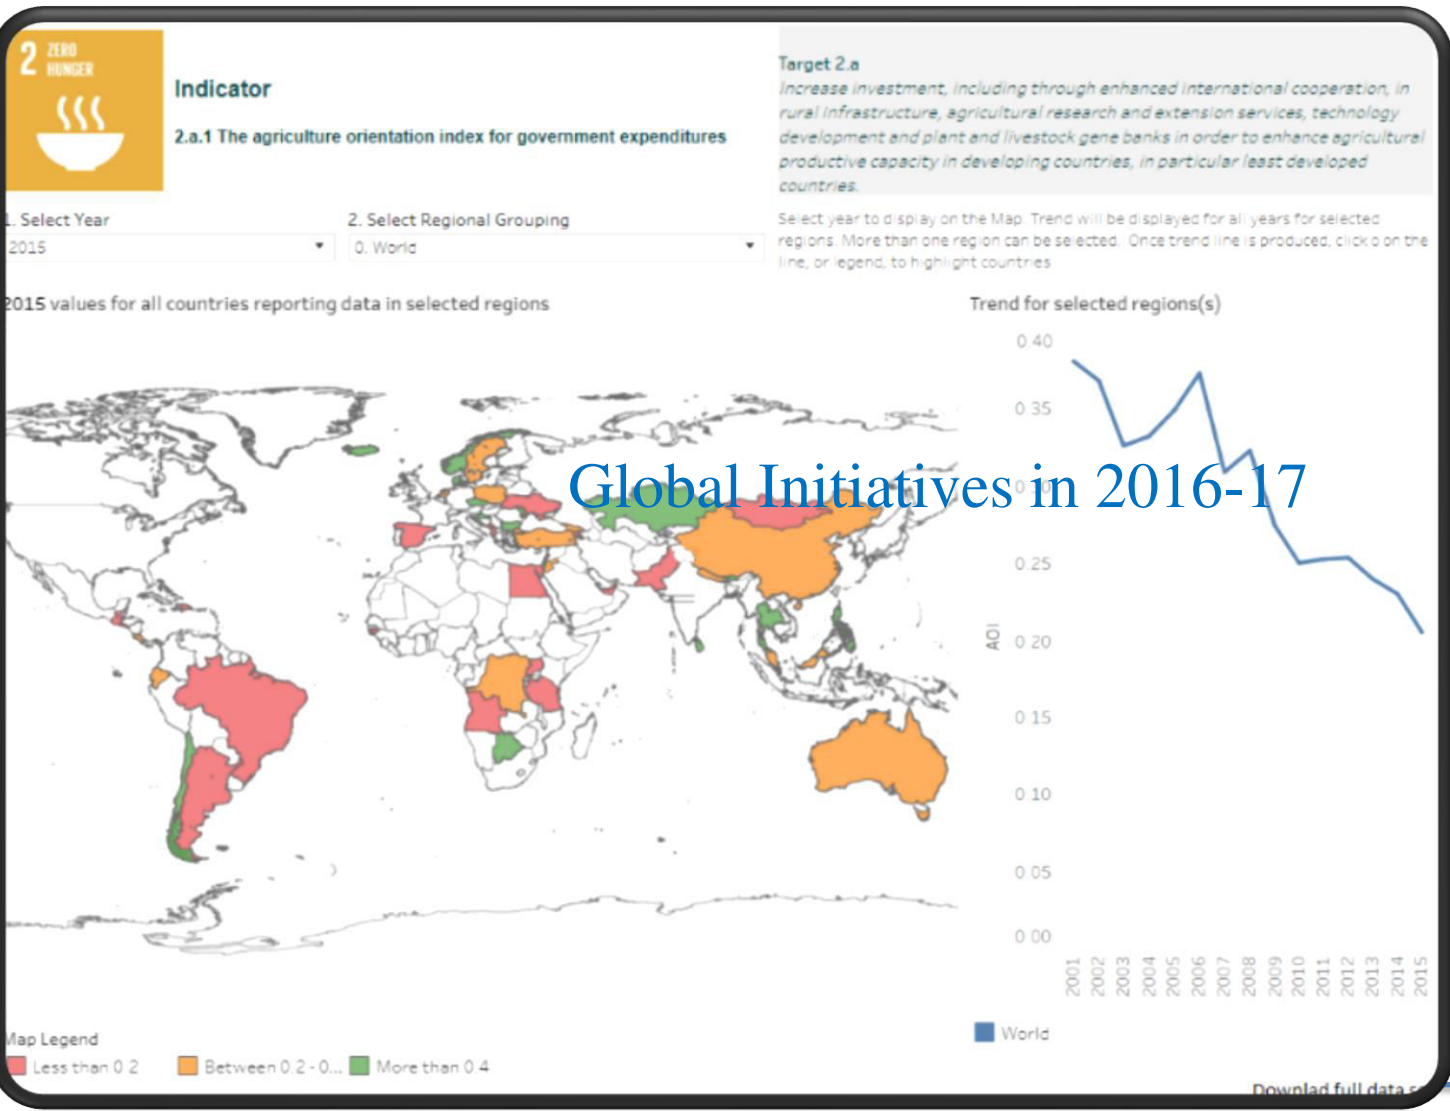 2 ZERO
HUNGER
Indicator
2.a.1 The agriculture orientation index for government expenditures
Target 2.a
Increase investment, including through enhanced international cooperation, in
rural infrastructure, agricultural research and extension services, technology
development and plant and livestock gene banks in order to enhance agricultural
productive capacity in developing countries, in particular least developed
countries.
1. Select Year
2015
2. Select Regional Grouping
0. World
Select year to display on the Map. Trend will be displayed for all years for selected
regions. More than one region can be selected. Once trend line is produced, click o on the
line, or legend, to highlight countries
2015 values for all countries reporting data in selected regions
Trend for selected regions(s)
Global Initiatives in 2016-17
0.40
0.35
0.25
0.20
0.15
0.10
0.05
0.00
AOI
2001
2002
2003
2004
2005
2006
2007
2008
2009
2010
2011
2012
2013
2014
2015
World
Map Legend
Less than 0.2
Between 0.2 - 0...
More than 0.4
Downlad full data